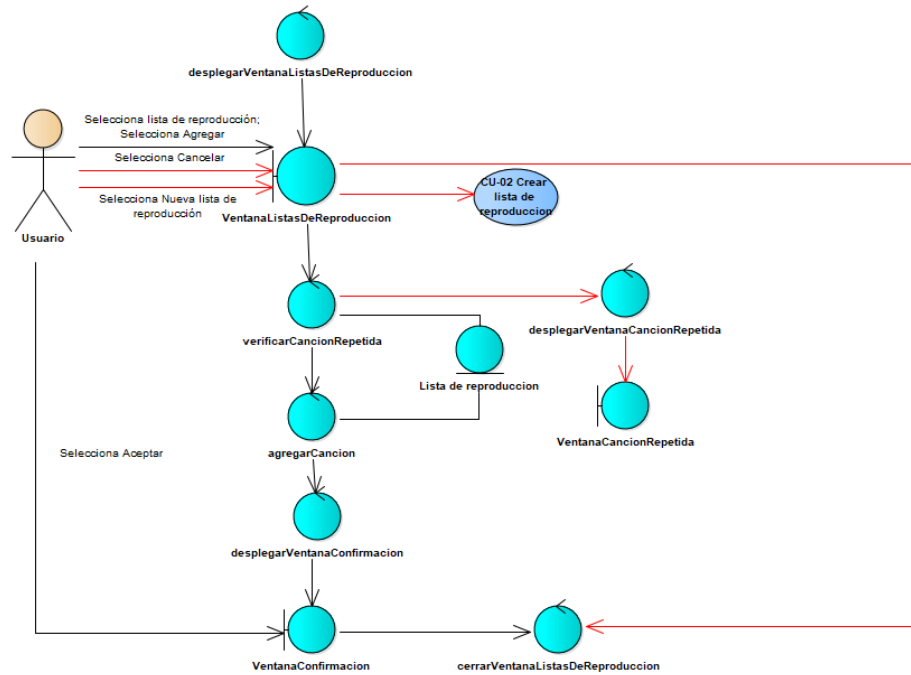 desplegarVentanaListasDeReproduccion
Selecciona lista de reproducción;
Selecciona Agregar
Selecciona Cancelar
Selecciona Nueva lista de
reproducción
Usuario
VentanaListasDeReproduccion
CU-02 Crear
lista de
reproduccion
verificarCancionRepetida
desplegarVentanaCancionRepetida
Lista de reproduccion
VentanaCancionRepetida
Selecciona Aceptar
agregarCancion
desplegarVentanaConfirmacion
VentanaConfirmacion
cerrarVentanaListasDeReproduccion